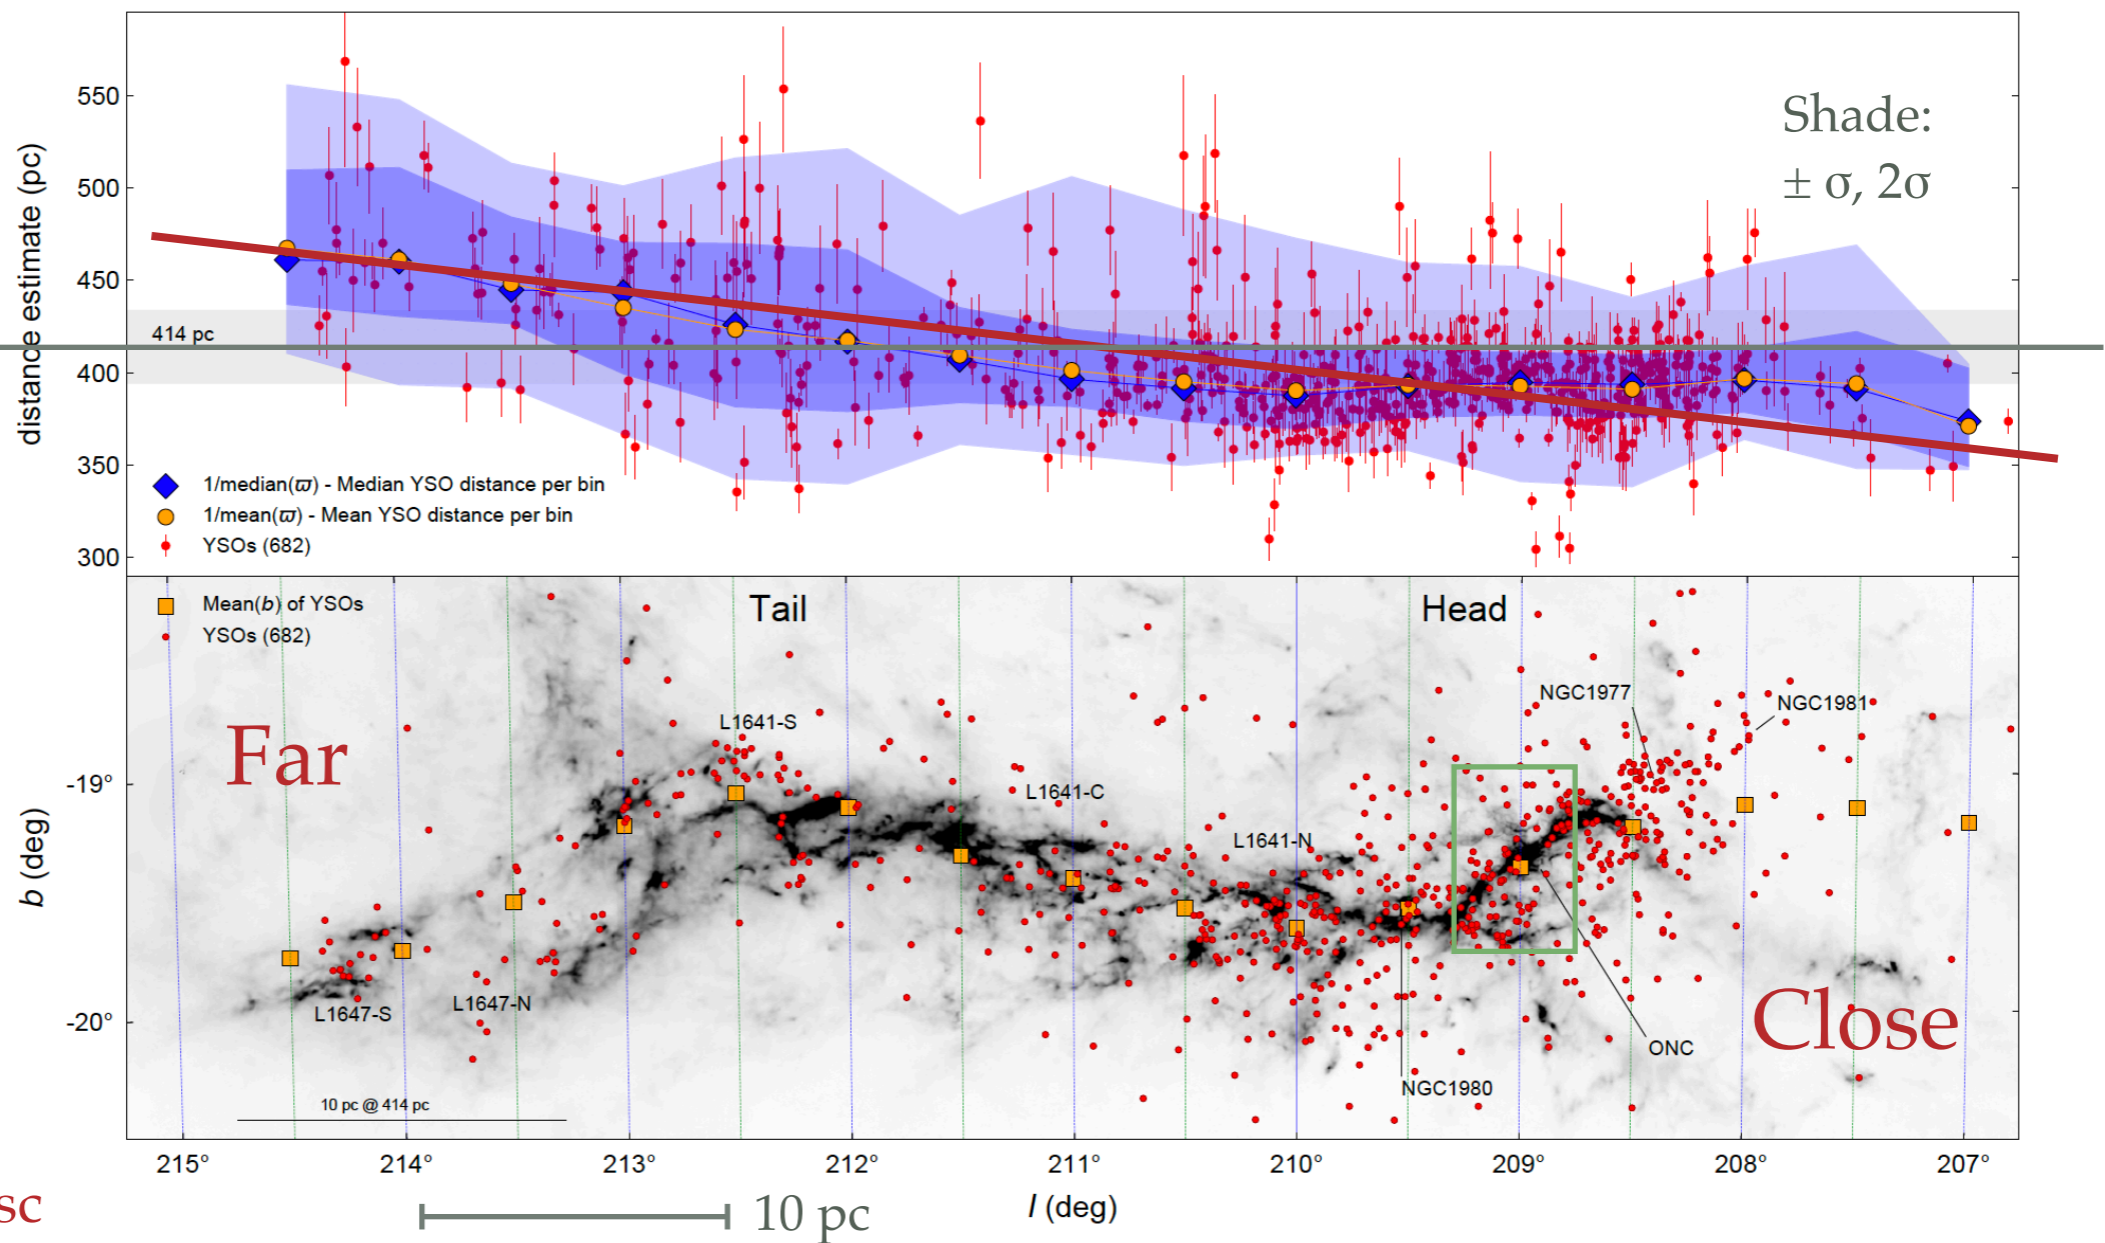 550
500
450
400
350
300
distance estimate (pc)
Shade:
± σ, 2σ
414 pc
1/median(ϖ) - Median YSO distance per bin
1/mean(ϖ) - Mean YSO distance per bin
YSOs (682)
Mean(b) of YSOs
YSOs (682)
Tail
Head
Far
Close
L1641-S
L1641-C
L1641-N
NGC1977
NGC1981
L1647-S
L1647-N
NGC1980
ONC
10 pc @ 414 pc
-19°
-20°
b (deg)
215°
214°
213°
212°
211°
210°
209°
208°
207°
l (deg)
sc
10 pc